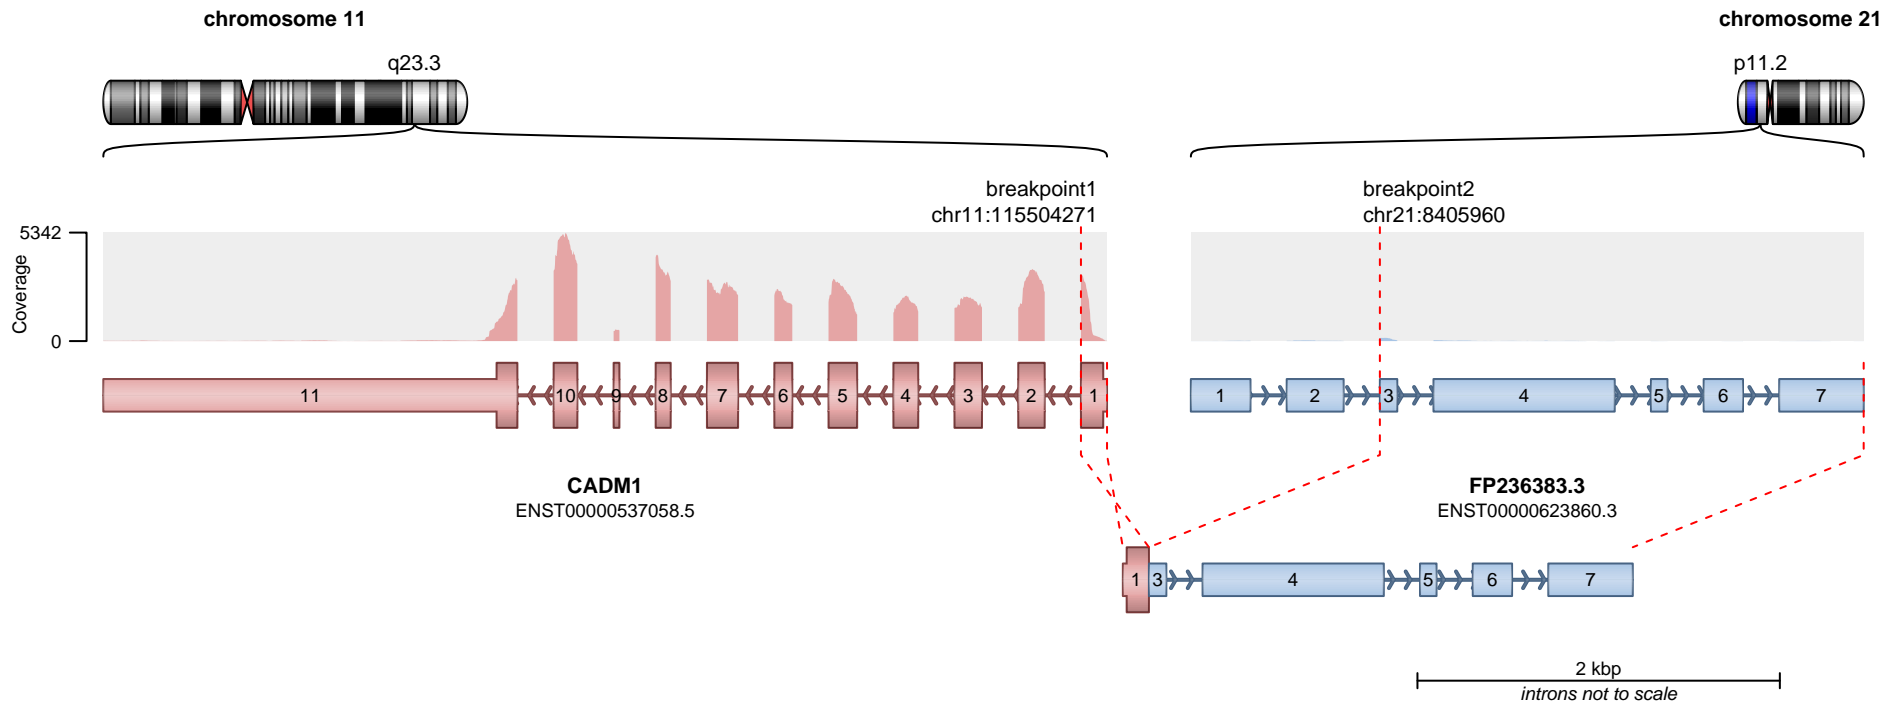 chromosome 11
chromosome 21
q23.3
p11.2
breakpoint1
chr11:115504271
breakpoint2
chr21:8405960
5342
Coverage
0
11 10 9 8 7 6 5 4 3 2 1
1 2 3 4 5 6 7
CADM1
ENST00000537058.5
FP236383.3
ENST00000623860.3
1 3 4 5 6 7
2 kbp
introns not to scale